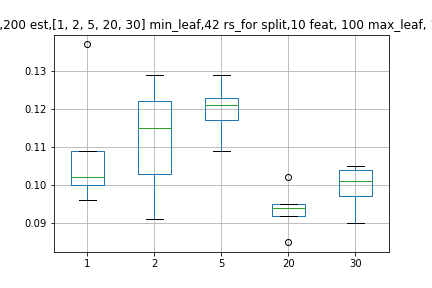 ,200 est,[1, 2, 5, 20, 30] min_leaf,42 rs_for split,10 feat, 100 max_leaf,
0.13
0.12
0.11
0.10
0.09
1 2 5 20 30